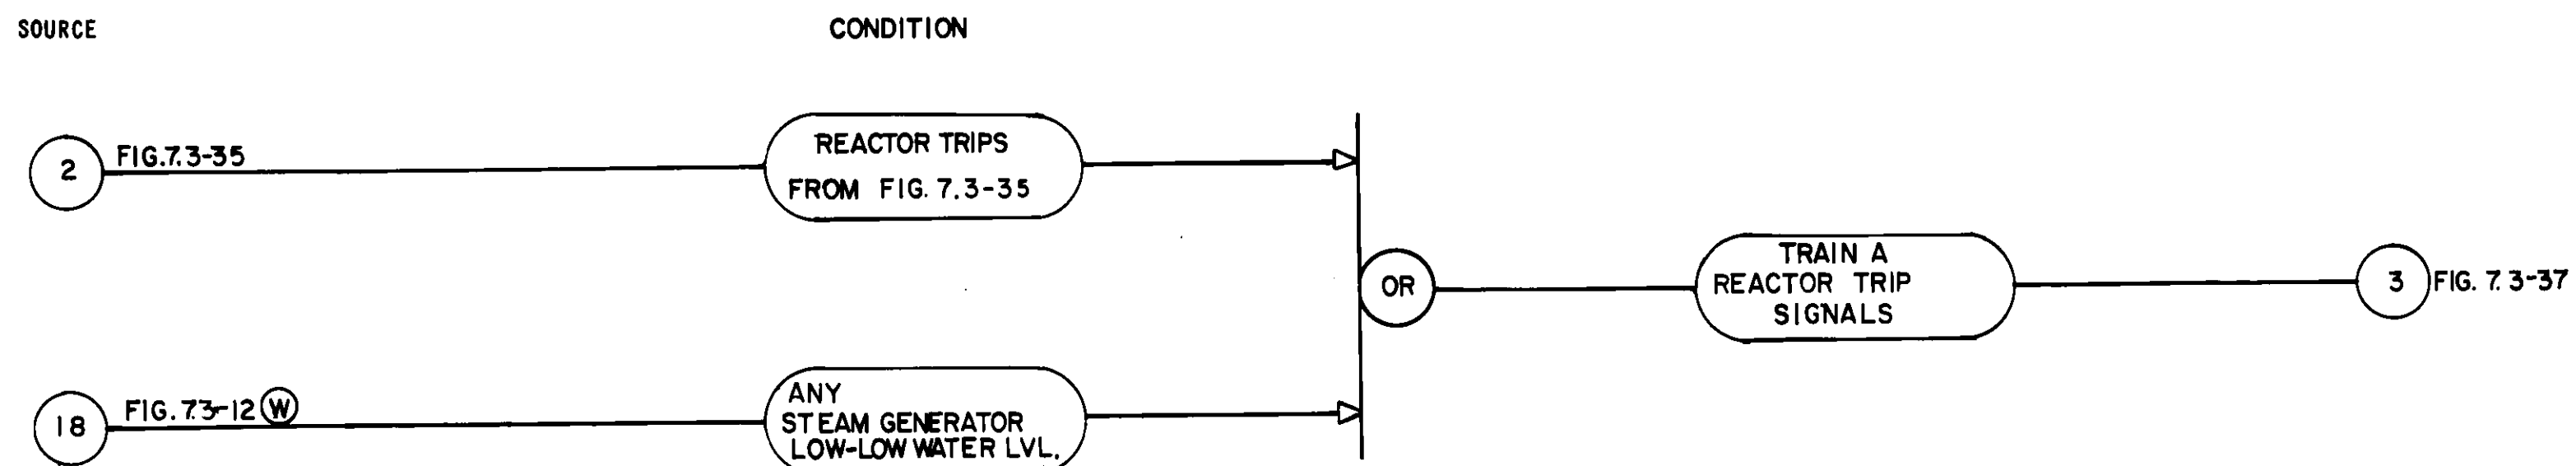 SOURCE
CONDITION
2
FIG.7.3-35
REACTOR TRIPS
FROM FIG. 7.3-35
OR
TRAIN A
REACTOR TRIP
SIGNALS
3
FIG. 7.3-37
18
FIG. 7.3-12 W
ANY
STEAM GENERATOR
LOW-LOW WATER LVL.